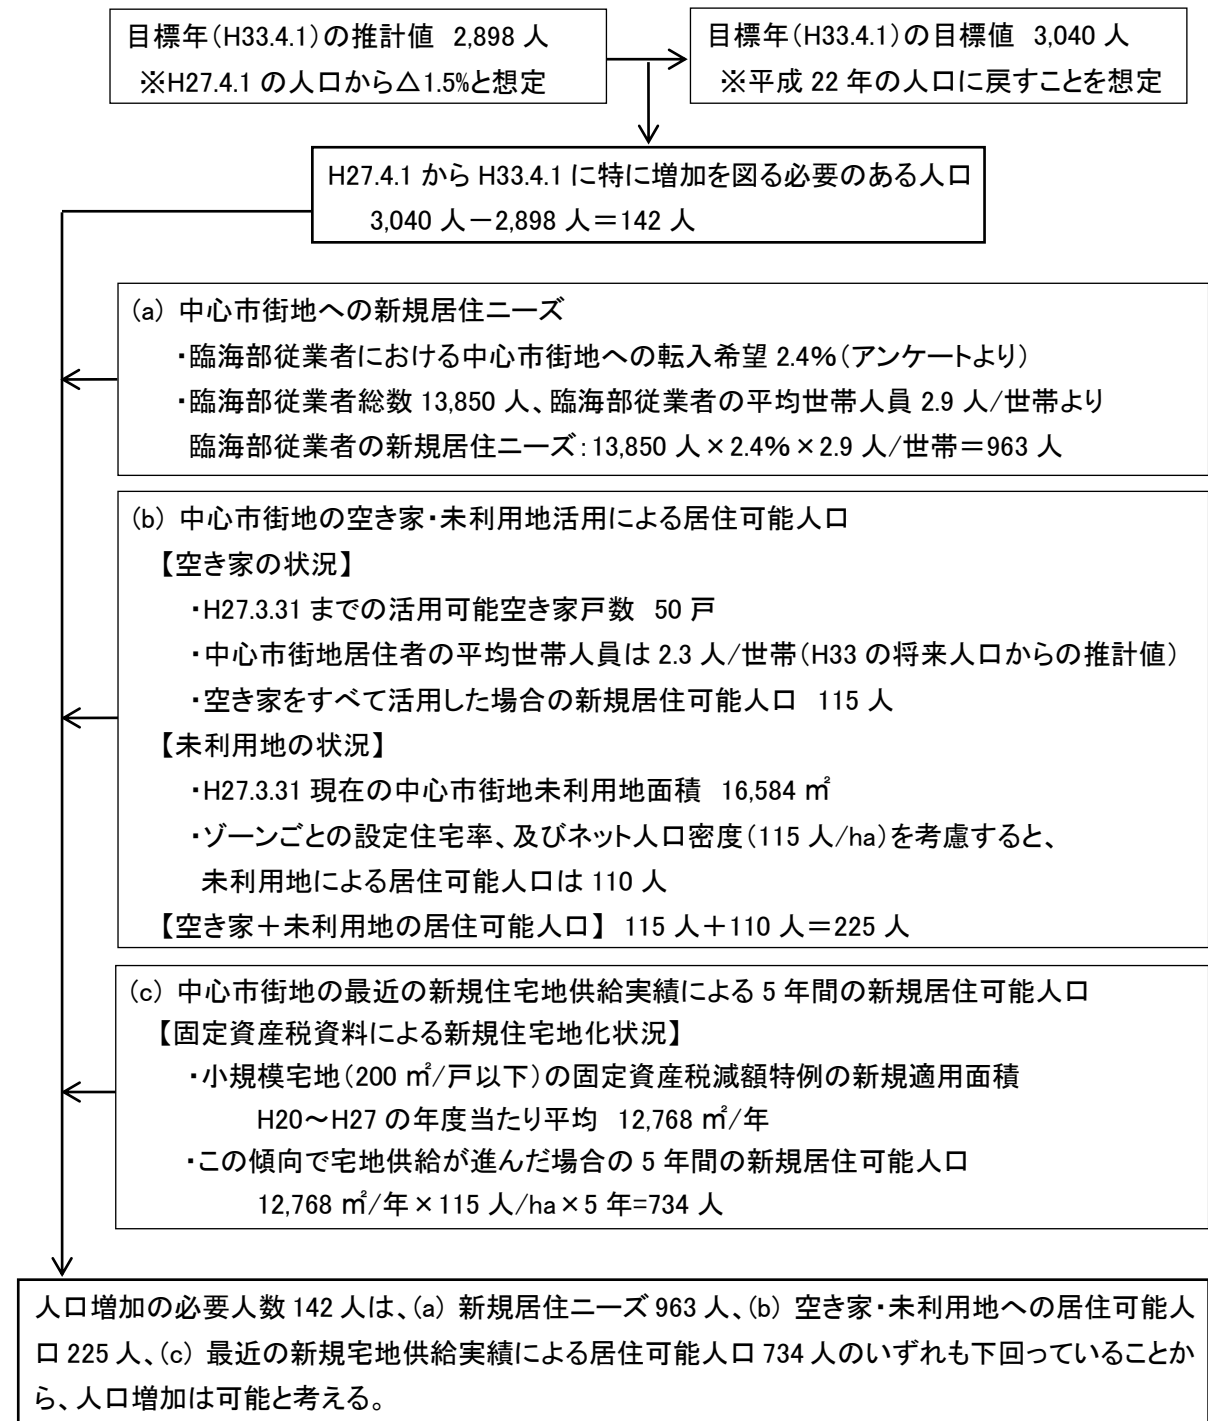 目標年(H33.4.1)の推計値 2,898 人
※H27.4.1 の人口から△1.5%と想定
目標年(H33.4.1)の目標値 3,040 人
※平成 22 年の人口に戻すことを想定
H27.4.1 から H33.4.1 に特に増加を図る必要のある人口
3,040 人－2,898 人＝142 人
(a) 中心市街地への新規居住ニーズ
・臨海部従業者における中心市街地への転入希望 2.4%(アンケートより)
・臨海部従業者総数 13,850 人、臨海部従業者の平均世帯人員 2.9 人/世帯より
臨海部従業者の新規居住ニーズ：13,850 人×2.4%×2.9 人/世帯＝963 人
(b) 中心市街地の空き家・未利用地活用による居住可能人口
【空き家の状況】
・H27.3.31 までの活用可能空き家戸数 50 戸
・中心市街地居住者の平均世帯人員は 2.3 人/世帯(H33 の将来人口からの推計値)
・空き家をすべて活用した場合の新規居住可能人口 115 人
【未利用地の状況】
・H27.3.31 現在の中心市街地未利用地面積 16,584 ㎡
・ゾーンごとの設定住宅率、及びネット人口密度(115 人/ha)を考慮すると、
未利用地による居住可能人口は 110 人
【空き家＋未利用地の居住可能人口】 115 人＋110 人＝225 人
(c) 中心市街地の最近の新規住宅地供給実績による 5 年間の新規居住可能人口
【固定資産税資料による新規住宅地化状況】
・小規模宅地(200 ㎡/戸以下)の固定資産税減額特例の新規適用面積
H20～H27 の年度当たり平均 12,768 ㎡/年
・この傾向で宅地供給が進んだ場合の 5 年間の新規居住可能人口
12,768 ㎡/年×115 人/ha×5 年=734 人
人口増加の必要人数 142 人は、(a) 新規居住ニーズ 963 人、(b) 空き家・未利用地への居住可能人
口 225 人、(c) 最近の新規宅地供給実績による居住可能人口 734 人のいずれも下回っていることか
ら、人口増加は可能と考える。